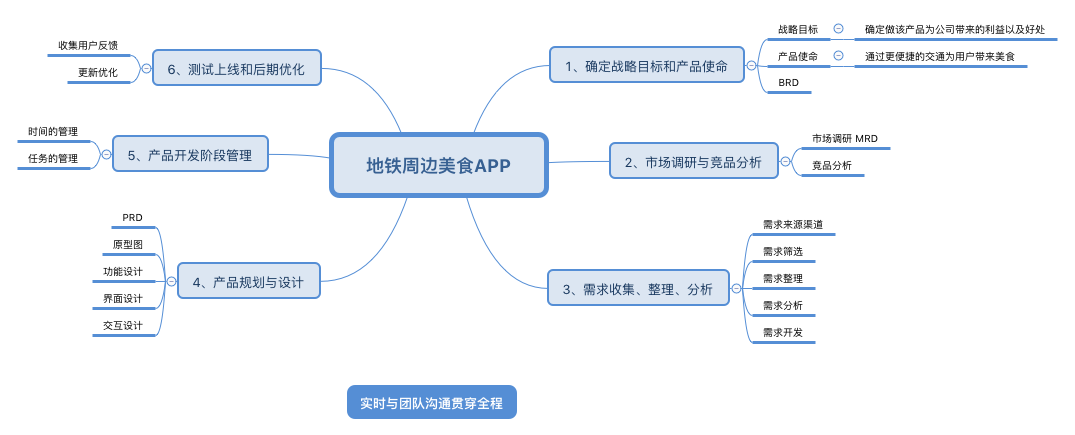 地铁周边美食APP
1、确定战略目标和产品使命
战略目标
确定做该产品为公司带来的利益以及好处
产品使命
通过更便捷的交通为用户带来美食
BRD
2、市场调研与竞品分析
市场调研 MRD
竞品分析
3、需求收集、整理、分析
需求来源渠道
需求筛选
需求整理
需求分析
需求开发
4、产品规划与设计
PRD
原型图
功能设计
界面设计
交互设计
5、产品开发阶段管理
时间的管理
任务的管理
6、测试上线和后期优化
收集用户反馈
更新优化
实时与团队沟通贯穿全程